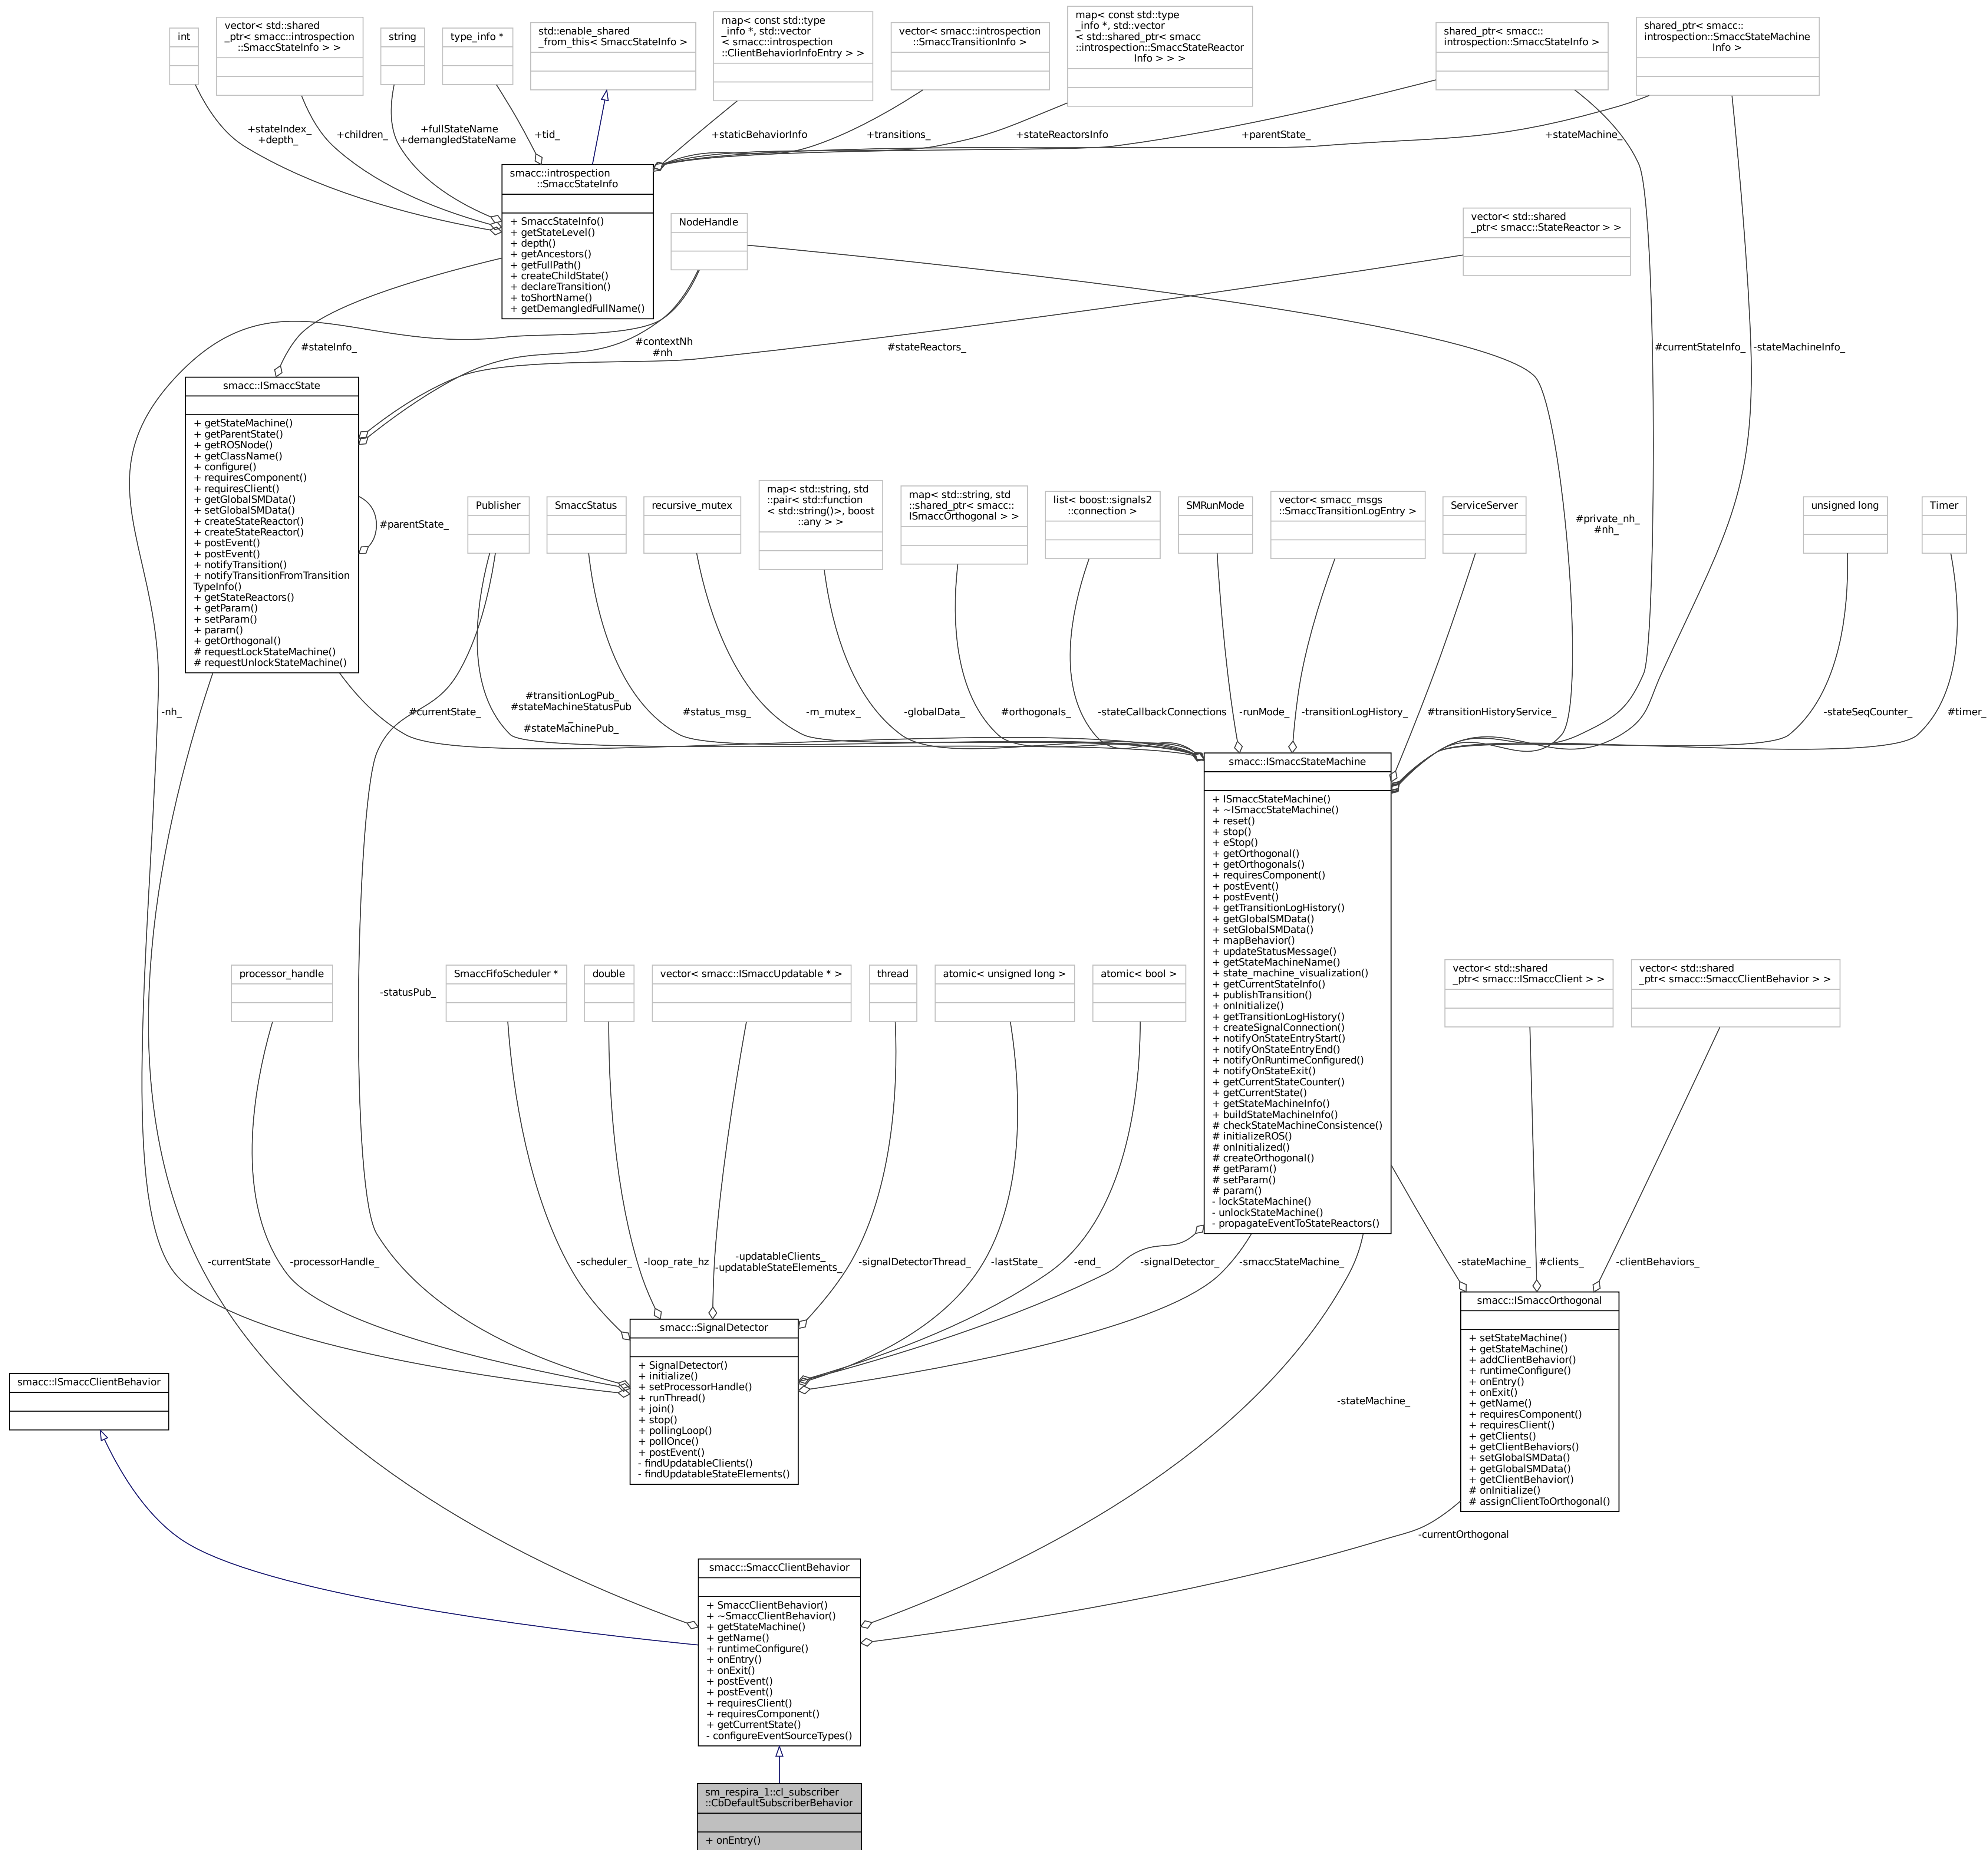 int
vector< std::shared
_ptr< smacc::introspection
::SmaccStateInfo > >
string
type_info *
std::enable_shared
_from_this< SmaccStateInfo >
map< const std::type
_info *, std::vector
< smacc::introspection
::ClientBehaviorInfoEntry > >
vector< smacc::introspection
::SmaccTransitionInfo >
map< const std::type
_info *, std::vector
< std::shared_ptr< smacc
::introspection::SmaccStateReactor
Info > > >
shared_ptr< smacc::
introspection::SmaccStateInfo >
shared_ptr< smacc::
introspection::SmaccStateMachine
Info >
+stateIndex_
+depth_
+children_
+fullStateName
+demangledStateName
+tid_
+staticBehaviorInfo
+transitions_
+stateReactorsInfo
+parentState_
+stateMachine_
smacc::introspection
::SmaccStateInfo
+ SmaccStateInfo()
+ getStateLevel()
+ depth()
+ getAncestors()
+ getFullPath()
+ createChildState()
+ declareTransition()
+ toShortName()
+ getDemangledFullName()
NodeHandle
vector< std::shared
_ptr< smacc::StateReactor > >
#stateInfo_
#contextNh
#nh
#stateReactors_
#currentStateInfo_
-stateMachineInfo_
smacc::ISmaccState
+ getStateMachine()
+ getParentState()
+ getROSNode()
+ getClassName()
+ configure()
+ requiresComponent()
+ requiresClient()
+ getGlobalSMData()
+ setGlobalSMData()
+ createStateReactor()
+ createStateReactor()
+ postEvent()
+ postEvent()
+ notifyTransition()
+ notifyTransitionFromTransition
TypeInfo()
+ getStateReactors()
+ getParam()
+ setParam()
+ param()
+ getOrthogonal()
# requestLockStateMachine()
# requestUnlockStateMachine()
#parentState_
Publisher
SmaccStatus
recursive_mutex
map< std::string, std
::pair< std::function
< std::string()>, boost
::any > >
map< std::string, std
::shared_ptr< smacc::
ISmaccOrthogonal > >
list< boost::signals2
::connection >
SMRunMode
vector< smacc_msgs
::SmaccTransitionLogEntry >
ServiceServer
#private_nh_
#nh_
unsigned long
Timer
-nh_
#currentState_
#transitionLogPub_
#stateMachineStatusPub
_
#stateMachinePub_
#status_msg_
-m_mutex_
-globalData_
#orthogonals_
-stateCallbackConnections
-runMode_
-transitionLogHistory_
#transitionHistoryService_
-stateSeqCounter_
#timer_
smacc::ISmaccStateMachine
+ ISmaccStateMachine()
+ ~ISmaccStateMachine()
+ reset()
+ stop()
+ eStop()
+ getOrthogonal()
+ getOrthogonals()
+ requiresComponent()
+ postEvent()
+ postEvent()
+ getTransitionLogHistory()
+ getGlobalSMData()
+ setGlobalSMData()
+ mapBehavior()
+ updateStatusMessage()
+ getStateMachineName()
+ state_machine_visualization()
+ getCurrentStateInfo()
+ publishTransition()
+ onInitialize()
+ getTransitionLogHistory()
+ createSignalConnection()
+ notifyOnStateEntryStart()
+ notifyOnStateEntryEnd()
+ notifyOnRuntimeConfigured()
+ notifyOnStateExit()
+ getCurrentStateCounter()
+ getCurrentState()
+ getStateMachineInfo()
+ buildStateMachineInfo()
# checkStateMachineConsistence()
# initializeROS()
# onInitialized()
# createOrthogonal()
# getParam()
# setParam()
# param()
- lockStateMachine()
- unlockStateMachine()
- propagateEventToStateReactors()
processor_handle
-statusPub_
SmaccFifoScheduler *
double
vector< smacc::ISmaccUpdatable * >
thread
atomic< unsigned long >
atomic< bool >
vector< std::shared
_ptr< smacc::ISmaccClient > >
vector< std::shared
_ptr< smacc::SmaccClientBehavior > >
-currentState
-processorHandle_
-scheduler_
-loop_rate_hz
-updatableClients_
-updatableStateElements_
-signalDetectorThread_
-lastState_
-end_
-signalDetector_
-smaccStateMachine_
-stateMachine_
#clients_
-clientBehaviors_
smacc::SignalDetector
+ SignalDetector()
+ initialize()
+ setProcessorHandle()
+ runThread()
+ join()
+ stop()
+ pollingLoop()
+ pollOnce()
+ postEvent()
- findUpdatableClients()
- findUpdatableStateElements()
smacc::ISmaccOrthogonal
+ setStateMachine()
+ getStateMachine()
+ addClientBehavior()
+ runtimeConfigure()
+ onEntry()
+ onExit()
+ getName()
+ requiresComponent()
+ requiresClient()
+ getClients()
+ getClientBehaviors()
+ setGlobalSMData()
+ getGlobalSMData()
+ getClientBehavior()
# onInitialize()
# assignClientToOrthogonal()
smacc::ISmaccClientBehavior
-stateMachine_
-currentOrthogonal
smacc::SmaccClientBehavior
+ SmaccClientBehavior()
+ ~SmaccClientBehavior()
+ getStateMachine()
+ getName()
+ runtimeConfigure()
+ onEntry()
+ onExit()
+ postEvent()
+ postEvent()
+ requiresClient()
+ requiresComponent()
+ getCurrentState()
- configureEventSourceTypes()
sm_respira_1::cl_subscriber
::CbDefaultSubscriberBehavior
+ onEntry()